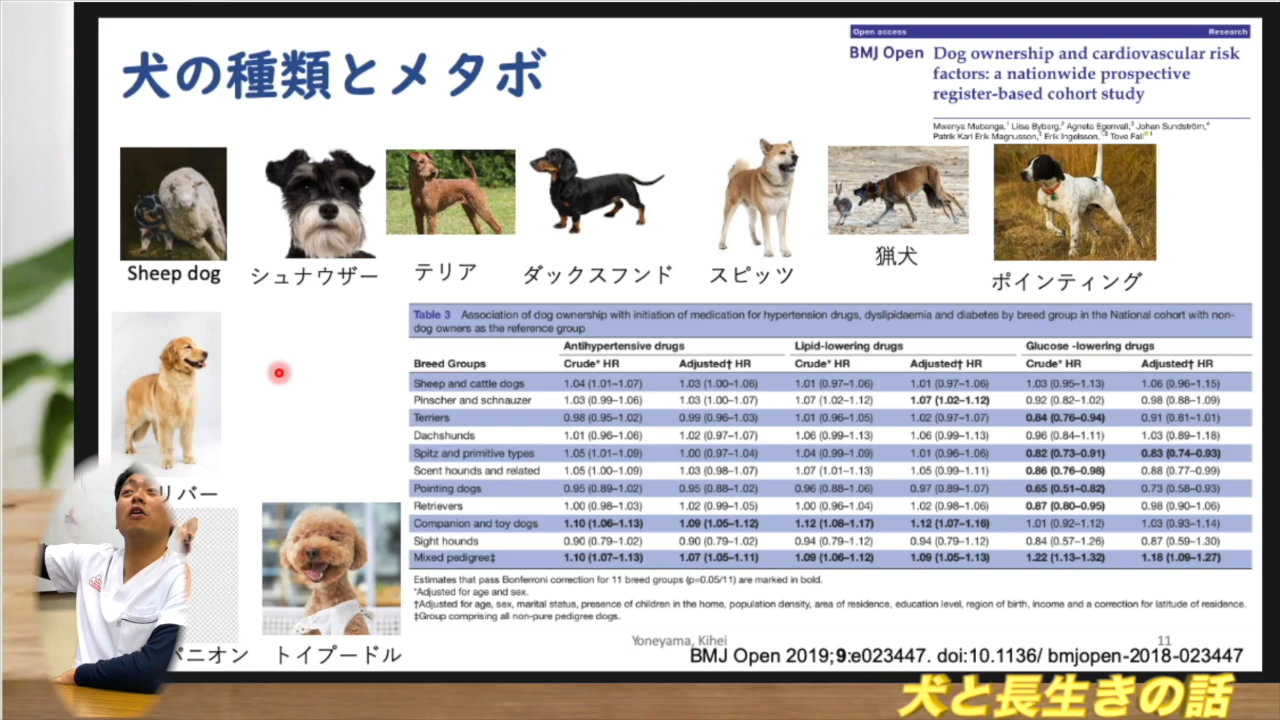 犬の種類とメタボ
Open access
Research
BMJ Open
Dog ownership and cardiovascular risk
factors: a nationwide prospective
register-based cohort study
Mwenya Mubanga,¹ Liisa Byberg,² Agneta Egenvall,³ Johan Sundström,⁴
Patrik Karl Erik Magnusson,⁵ Erik Ingelsson, Tove Fall
Sheep dog
シュナウザー
テリア
ダックスフンド
スピッツ
猟犬
ポインティング
リバー
パニオン
トイプードル
Table 3 Association of dog ownership with initiation of medication for hypertension drugs, dyslipidaemia and diabetes by breed group in the National cohort with non-
dog owners as the reference group
Antihypertensive drugs Lipid-lowering drugs Glucose -lowering drugs
Breed Groups Crude* HR Adjusted† HR Crude* HR Adjusted† HR Crude* HR Adjusted† HR
Sheep and cattle dogs 1.04 (1.01–1.07) 1.03 (1.00–1.06) 1.01 (0.97–1.06) 1.01 (0.97–1.06) 1.03 (0.95–1.13) 1.06 (0.96–1.15)
Pinscher and schnauzer 1.03 (0.99–1.06) 1.03 (1.00–1.07) 1.07 (1.02–1.12) 1.07 (1.02–1.12) 0.92 (0.82–1.02) 0.98 (0.88–1.09)
Terriers 0.98 (0.95–1.02) 0.99 (0.96–1.03) 1.01 (0.96–1.05) 1.02 (0.97–1.07) 0.84 (0.76–0.94) 0.91 (0.81–1.01)
Dachshunds 1.01 (0.96–1.06) 1.02 (0.97–1.07) 1.06 (0.99–1.13) 1.06 (0.99–1.13) 0.96 (0.84–1.11) 1.03 (0.89–1.18)
Spitz and primitive types 1.05 (1.01–1.09) 1.00 (0.97–1.04) 1.04 (0.99–1.09) 1.01 (0.96–1.06) 0.82 (0.73–0.91) 0.83 (0.74–0.93)
Scent hounds and related 1.05 (1.00–1.09) 1.03 (0.98–1.07) 1.07 (1.01–1.13) 1.05 (0.99–1.11) 0.86 (0.76–0.98) 0.88 (0.77–0.99)
Pointing dogs 0.95 (0.89–1.02) 0.95 (0.88–1.02) 0.96 (0.88–1.06) 0.97 (0.89–1.07) 0.65 (0.51–0.82) 0.73 (0.58–0.93)
Retrievers 1.00 (0.98–1.03) 1.02 (0.99–1.05) 1.00 (0.96–1.04) 1.02 (0.98–1.06) 0.87 (0.80–0.95) 0.98 (0.90–1.06)
Companion and toy dogs 1.10 (1.06–1.13) 1.09 (1.05–1.12) 1.12 (1.08–1.17) 1.12 (1.07–1.16) 1.01 (0.92–1.12) 1.03 (0.93–1.14)
Sight hounds 0.90 (0.79–1.02) 0.90 (0.79–1.02) 0.94 (0.79–1.12) 0.94 (0.79–1.12) 0.84 (0.57–1.26) 0.87 (0.59–1.30)
Mixed pedigree‡ 1.10 (1.07–1.13) 1.07 (1.05–1.11) 1.09 (1.06–1.12) 1.09 (1.05–1.13) 1.22 (1.13–1.32) 1.18 (1.09–1.27)
Estimates that pass Bonferroni correction for 11 breed groups (p=0.05/11) are marked in bold.
*Adjusted for age and sex.
†Adjusted for age, sex, marital status, presence of children in the home, population density, area of residence, education level, region of birth, income and a correction for latitude of residence.
‡Group comprising all non-pure pedigree dogs.
Yoneyama, Kihei
11
BMJ Open 2019;9:e023447. doi:10.1136/ bmjopen-2018-023447
犬と長生きの話